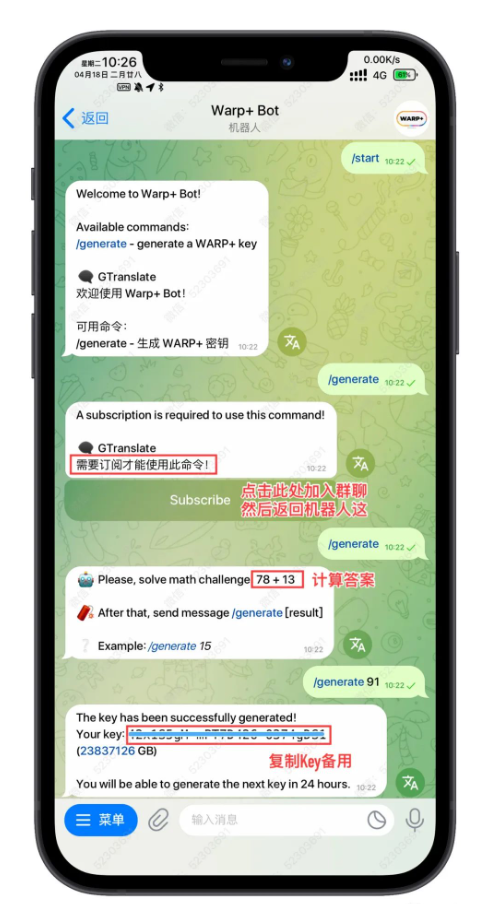 星期二 10:26
04月18日 二月廿八
VPN
0.00K/s
4G 61%
返回
Warp+ Bot
机器人
WARP+
/start 10:22
Welcome to Warp+ Bot!
Available commands:
/generate - generate a WARP+ key
GTranslate
欢迎使用 Warp+ Bot!
可用命令:
/generate - 生成 WARP+ 密钥 10:22
/generate 10:22
A subscription is required to use this command!
GTranslate
需要订阅才能使用此命令! 10:22
Subscribe
点击此处加入群聊
然后返回机器人这
/generate 10:22
Please, solve math challenge 78 + 13 计算答案
After that, send message /generate [result]
Example: /generate 15 10:22
/generate 91 10:22
The key has been successfully generated!
Your key:
(23837126 GB)
复制Key备用
You will be able to generate the next key in 24 hours. 10:22
菜单
输入消息